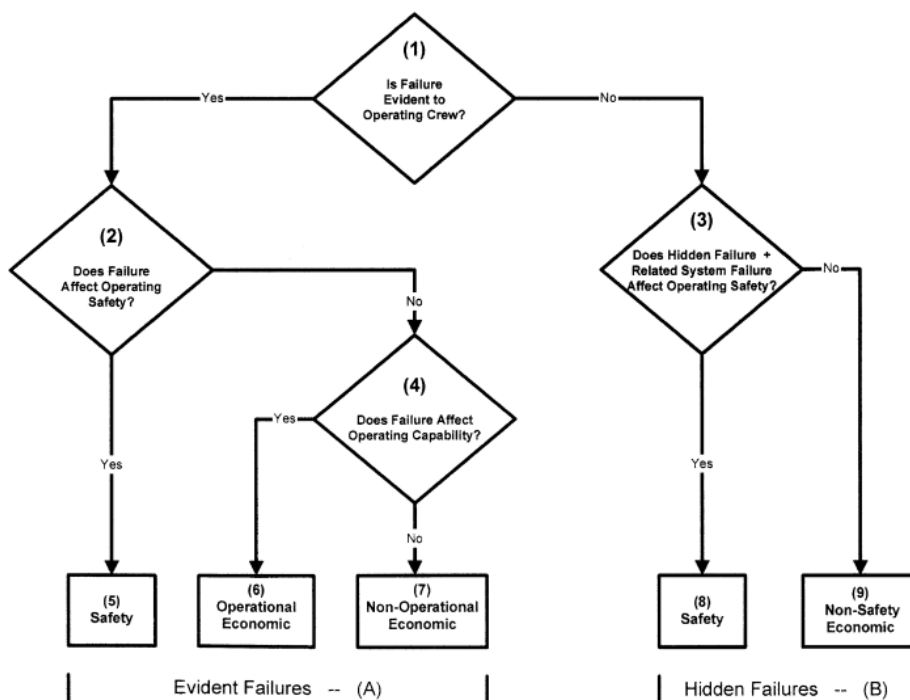 (1)
Is Failure
Evident to
Operating Crew?
Yes
No
(2)
Does Failure
Affect Operating
Safety?
(3)
Does Hidden Failure +
Related System Failure
Affect Operating Safety?
No
No
(4)
Does Failure Affect
Operating Capability?
Yes
Yes
Yes
No
(5)
Safety
(6)
Operational
Economic
(7)
Non-Operational
Economic
(8)
Safety
(9)
Non-Safety
Economic
Evident Failures -- (A)
Hidden Failures -- (B)